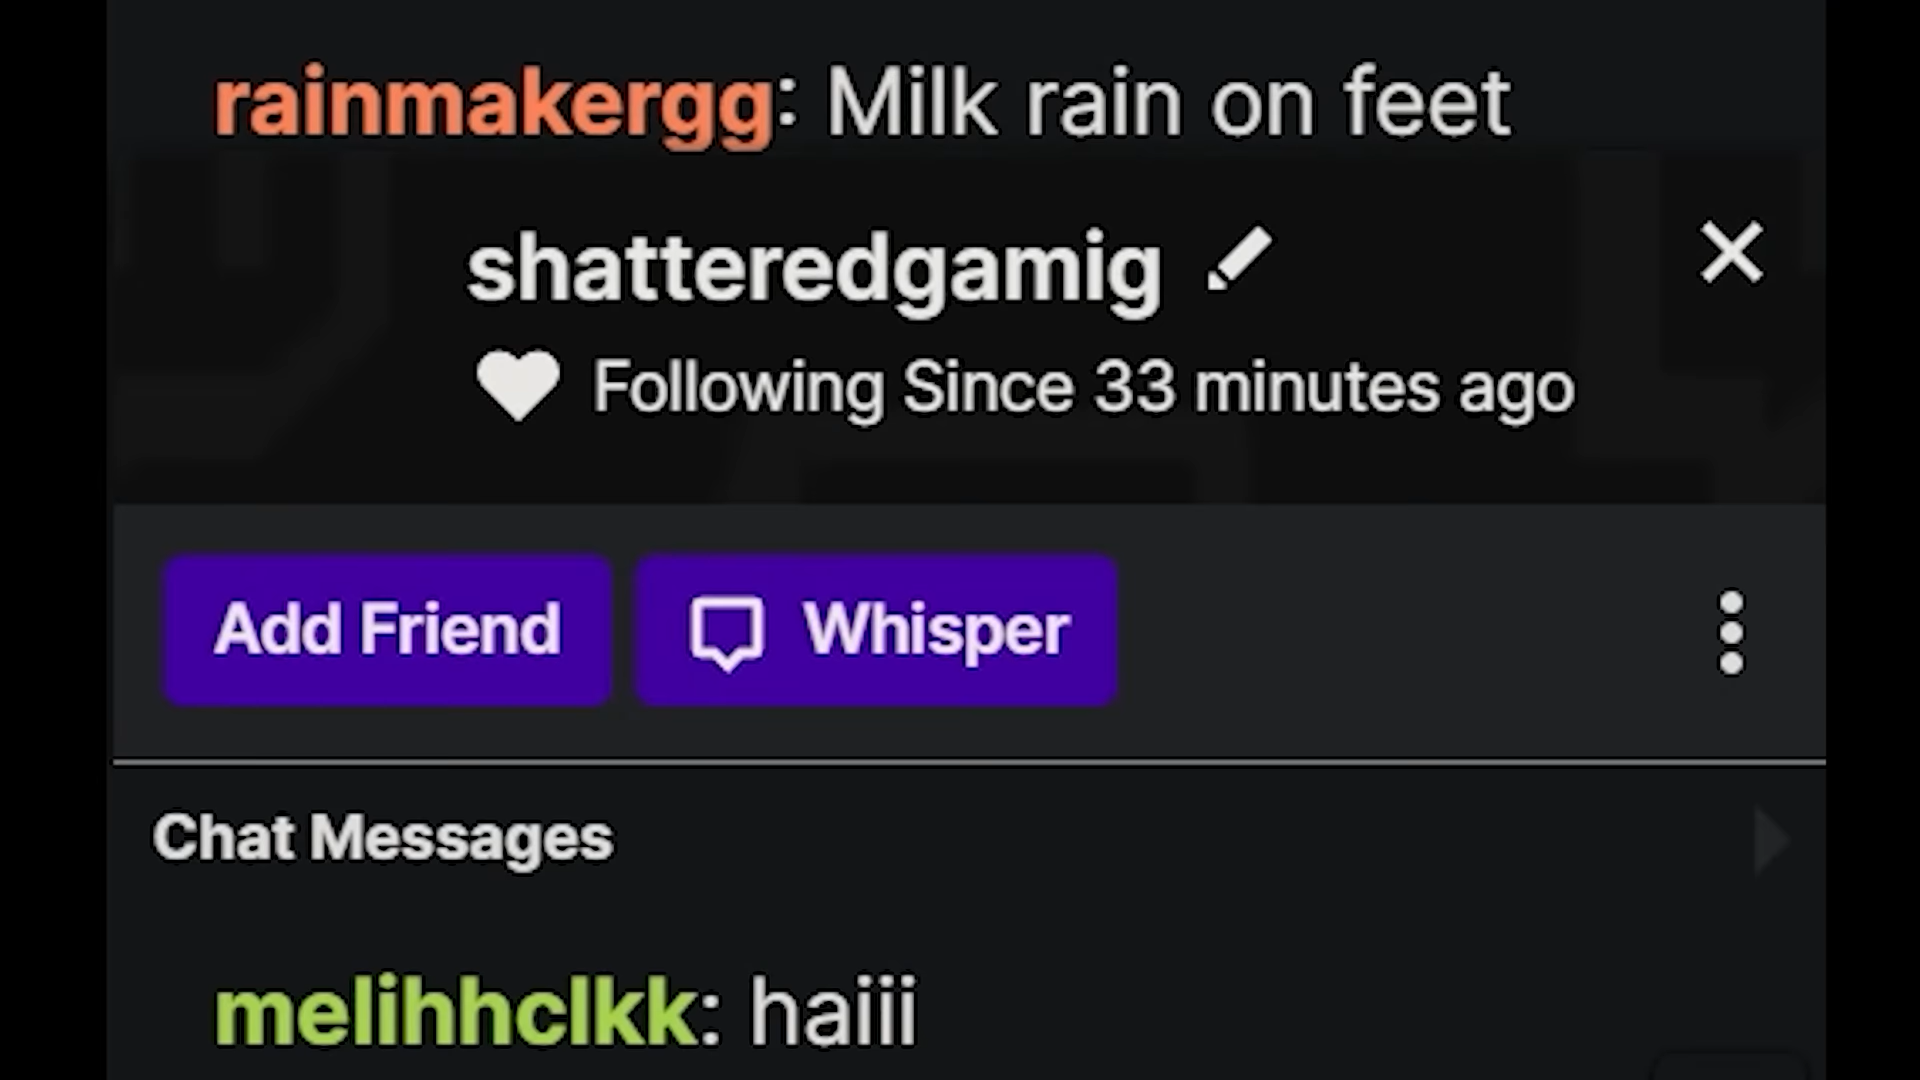 rainmakergg: Milk rain on feet
shatteredgamig
Following Since 33 minutes ago
Add Friend
Whisper
Chat Messages
melihhclkk: haiii